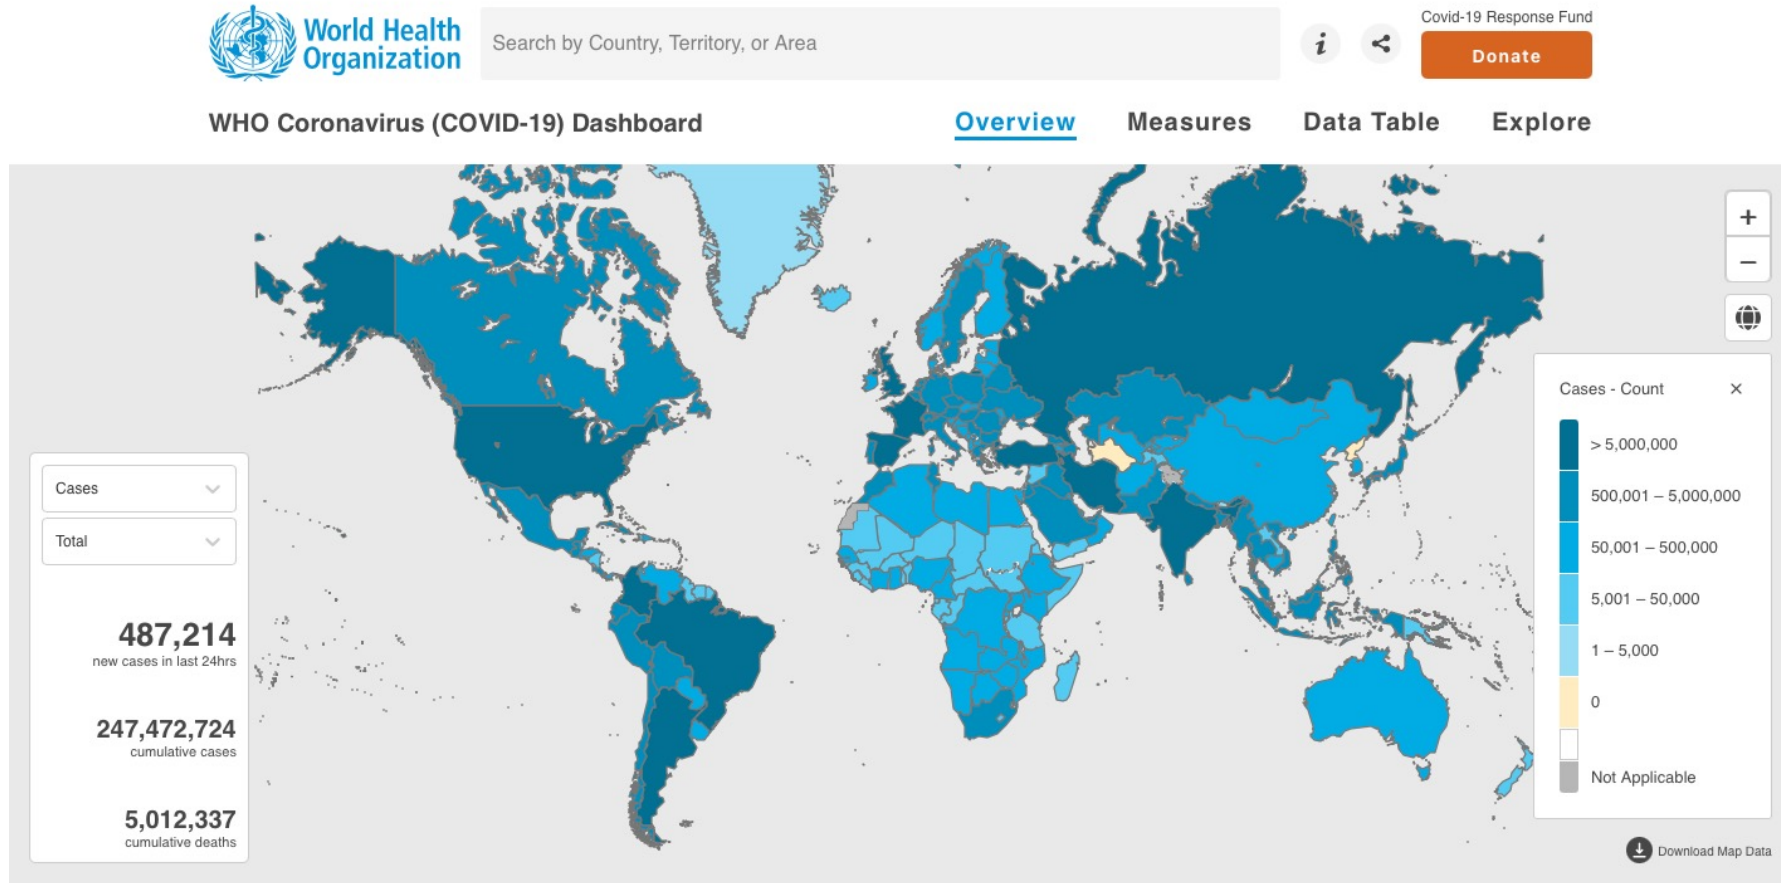 World Health
Organization
Search by Country, Territory, or Area
i
Covid-19 Response Fund
Donate
WHO Coronavirus (COVID-19) Dashboard
Overview
Measures
Data Table
Explore
+
−
Cases - Count
×
> 5,000,000
500,001 – 5,000,000
50,001 – 500,000
5,001 – 50,000
1 – 5,000
0
Not Applicable
Cases
Total
487,214
new cases in last 24hrs
247,472,724
cumulative cases
5,012,337
cumulative deaths
Download Map Data